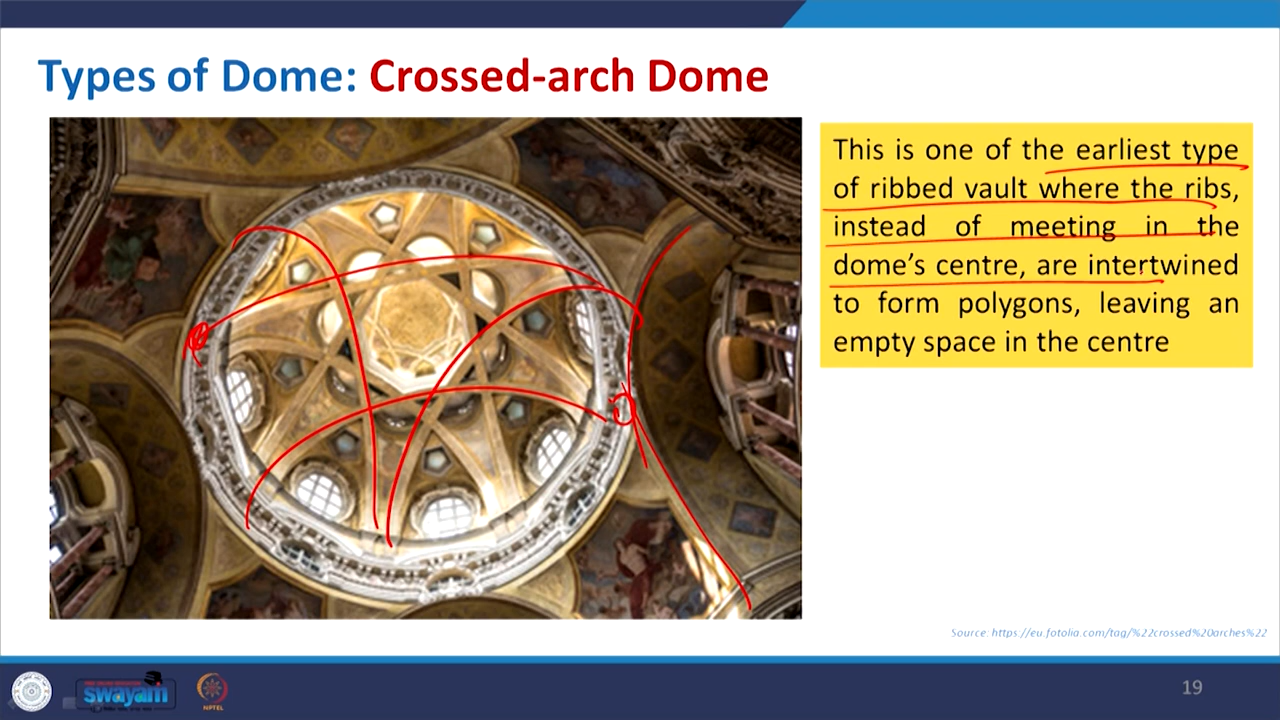 Types of Dome: Crossed-arch Dome
This is one of the earliest type
of ribbed vault where the ribs,
instead of meeting in the
dome's centre, are intertwined
to form polygons, leaving an
empty space in the centre
Source: https://eu.fotolia.com/tag/%22crossed%20arches%22
swayam
NPTEL
19